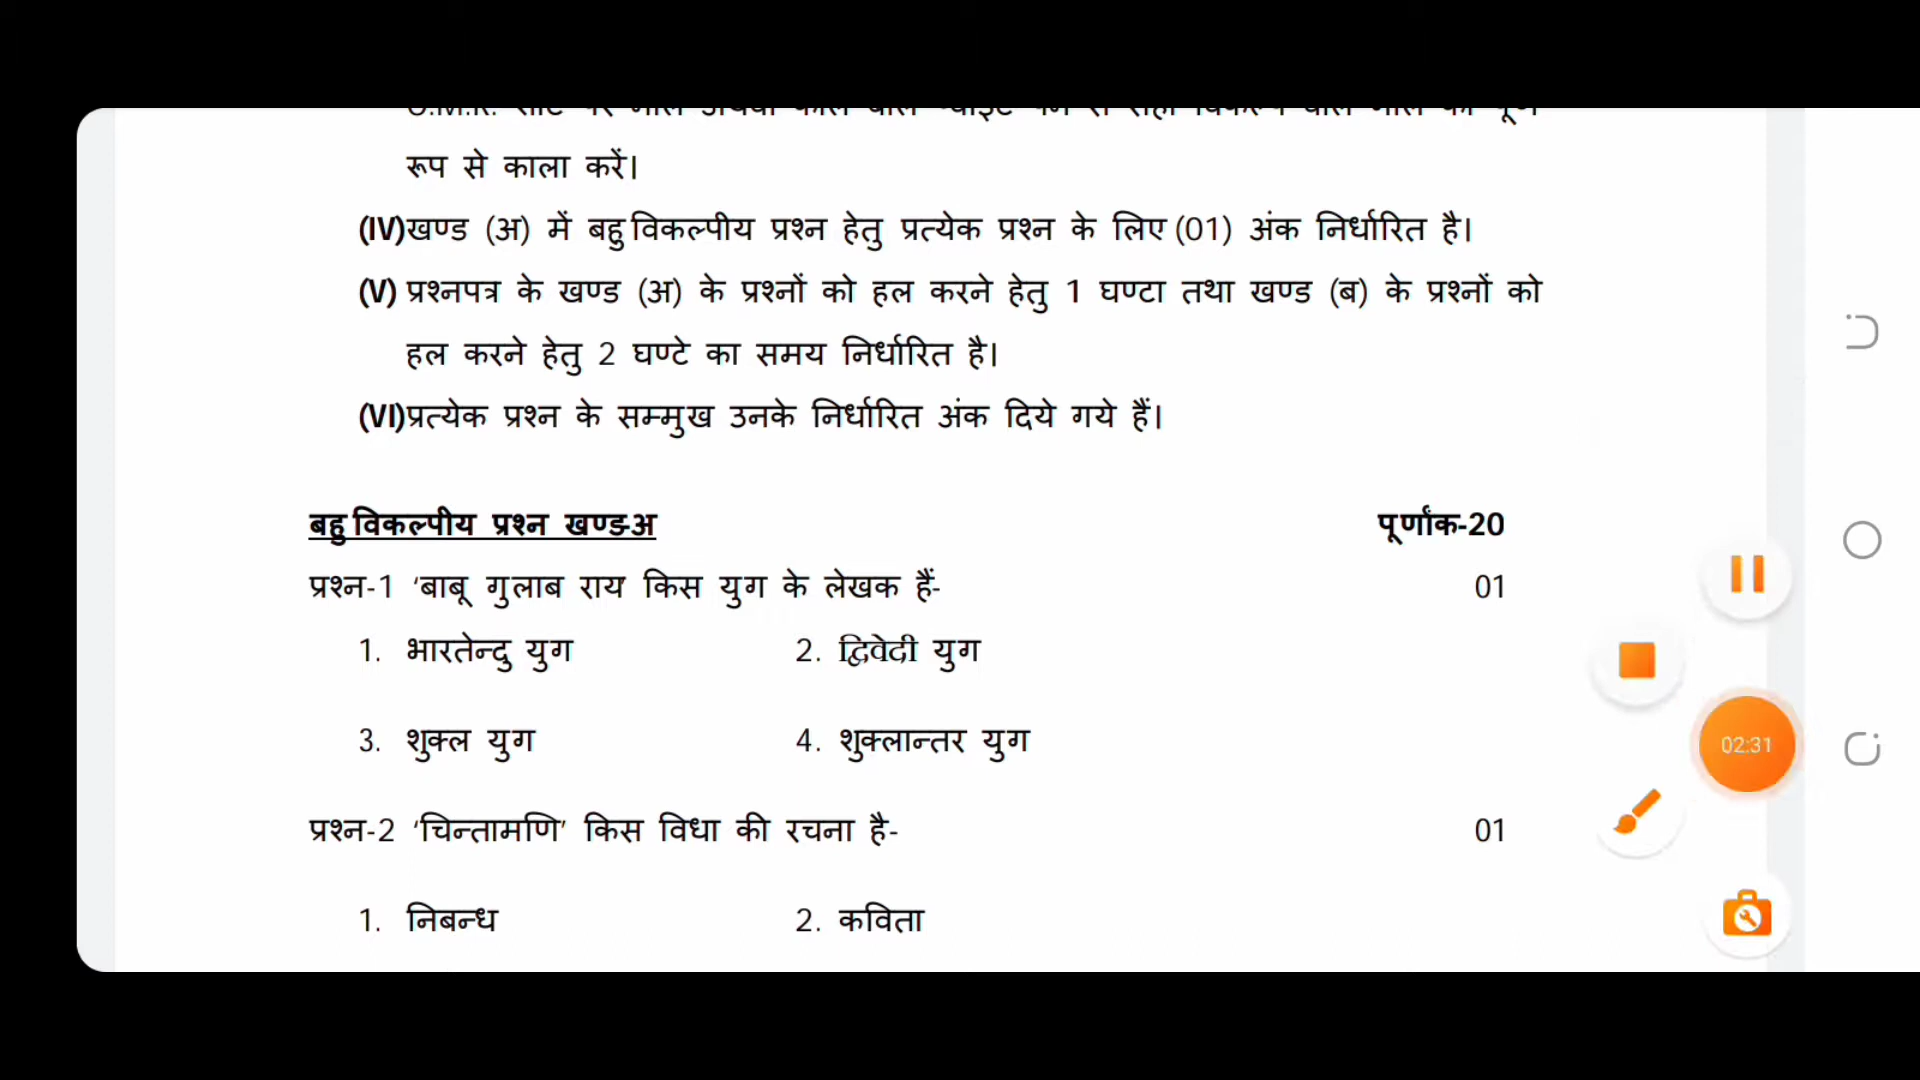 रूप से काला करें।
(IV)खण्ड (अ) में बहुविकल्पीय प्रश्न हेतु प्रत्येक प्रश्न के लिए (01) अंक निर्धारित है।
(V) प्रश्नपत्र के खण्ड (अ) के प्रश्नों को हल करने हेतु 1 घण्टा तथा खण्ड (ब) के प्रश्नों को
हल करने हेतु 2 घण्टे का समय निर्धारित है।
(VI)प्रत्येक प्रश्न के सम्मुख उनके निर्धारित अंक दिये गये हैं।
बहुविकल्पीय प्रश्न खण्ड-अ पूर्णांक-20
प्रश्न-1 ‘बाबू गुलाब राय’ किस युग के लेखक हैं- 01
1. भारतेन्दु युग 2. द्विवेदी युग
3. शुक्ल युग 4. शुक्लान्तर युग
02:31
प्रश्न-2 ‘चिन्तामणि’ किस विधा की रचना है- 01
1. निबन्ध 2. कविता